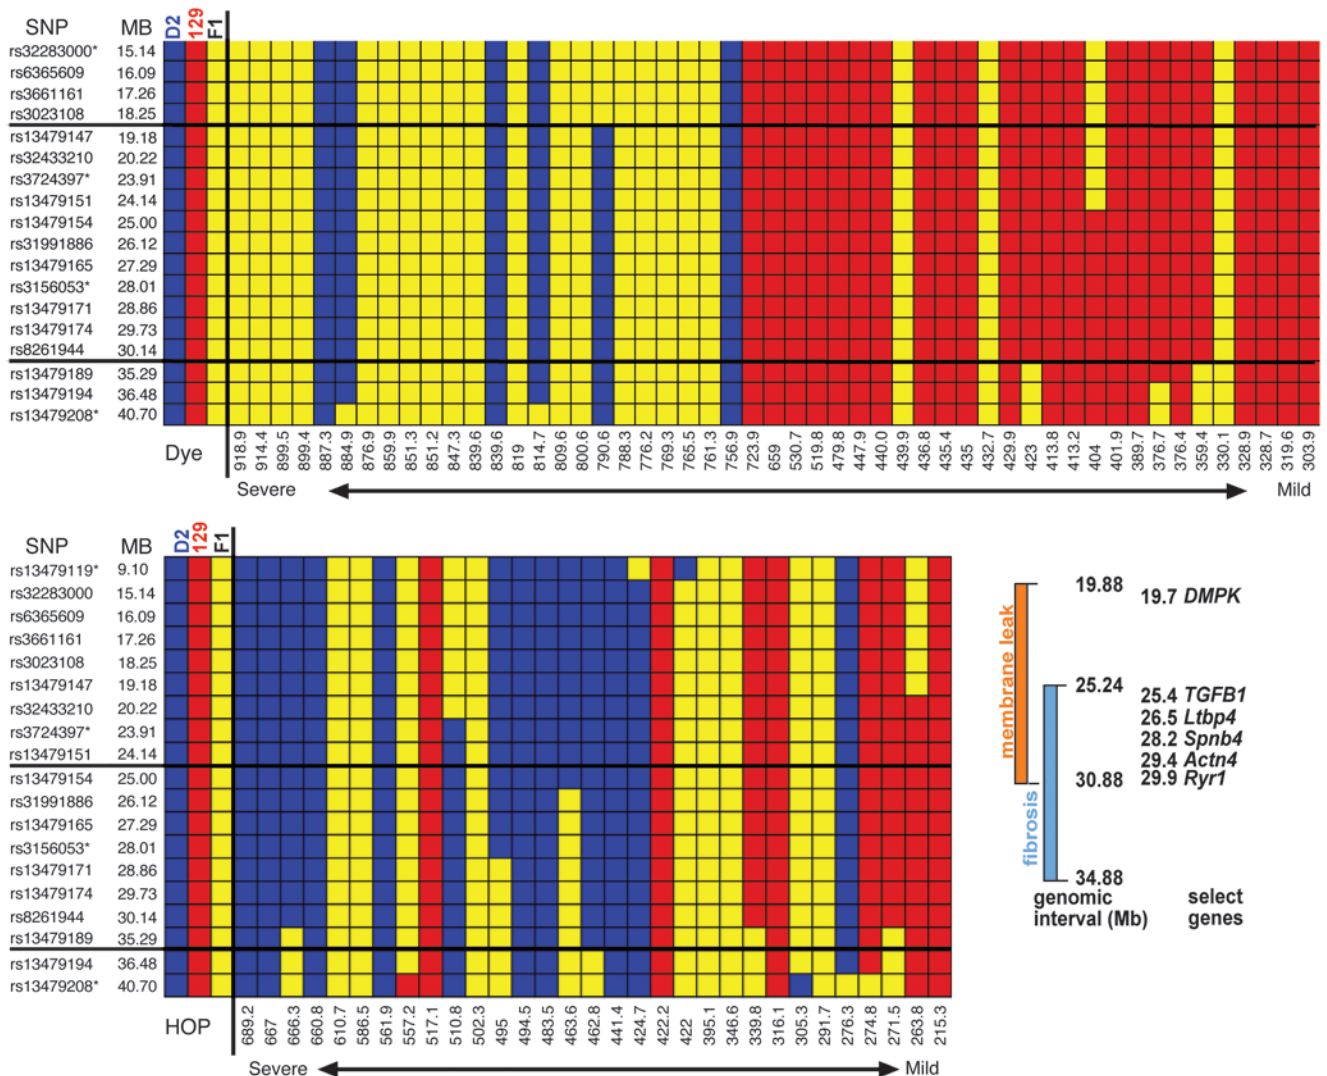 SNP MB D2 129 F1
rs32283000* 15.14
rs6365609 16.09
rs3661161 17.26
rs3023108 18.25
rs13479147 19.18
rs32433210 20.22
rs3724397* 23.91
rs13479151 24.14
rs13479154 25.00
rs31991886 26.12
rs13479165 27.29
rs3156053* 28.01
rs13479171 28.86
rs13479174 29.73
rs8261944 30.14
rs13479189 35.29
rs13479194 36.48
rs13479208* 40.70
Dye 918.9 914.4 899.5 899.4 887.3 884.9 876.9 859.9 851.3 851.2 847.3 839.6 839.6 819 814.7 809.6 800.6 790.6 788.3 776.2 769.3 765.5 761.3 756.9 723.9 659 530.7 519.8 479.8 447.9 440.0 439.9 436.8 435.4 435 432.7 429.9 423 413.8 413.2 404 401.9 389.7 376.7 376.4 359.4 330.1 328.9 328.7 319.6 303.9
Severe Mild
SNP MB D2 129 F1
rs13479119* 9.10
rs32283000 15.14
rs6365609 16.09
rs3661161 17.26
rs3023108 18.25
rs13479147 19.18
rs32433210 20.22
rs3724397* 23.91
rs13479151 24.14
rs13479154 25.00
rs31991886 26.12
rs13479165 27.29
rs3156053* 28.01
rs13479171 28.86
rs13479174 29.73
rs8261944 30.14
rs13479189 35.29
rs13479194 36.48
rs13479208* 40.70
HOP 689.2 667 666.3 660.8 610.7 586.5 561.9 557.2 517.1 510.8 502.3 495 494.5 483.5 463.6 462.8 441.4 424.7 422.2 422 395.1 346.6 339.8 316.1 305.3 291.7 276.3 274.8 271.5 263.8 215.3
Severe Mild
membrane leak
fibrosis
19.88
25.24
30.88
34.88
genomic
interval (Mb)
19.7 DMPK
25.4 TGFB1
26.5 Ltbp4
28.2 Spnb4
29.4 Actn4
29.9 Ryr1
select
genes